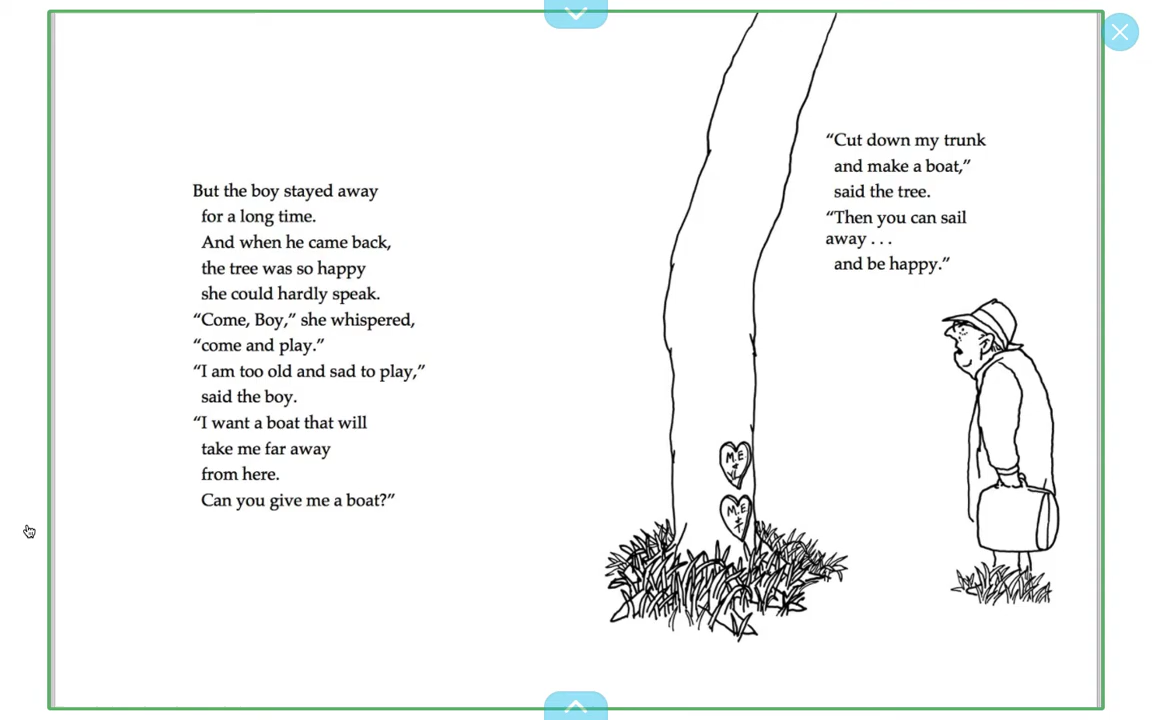 But the boy stayed away
for a long time.
And when he came back,
the tree was so happy
she could hardly speak.
“Come, Boy,” she whispered,
“come and play.”
“I am too old and sad to play,”
said the boy.
“I want a boat that will
take me far away
from here.
Can you give me a boat?”
“Cut down my trunk
and make a boat,”
said the tree.
“Then you can sail
away . . .
and be happy.”
M.E
+
Y.L
M.E
+